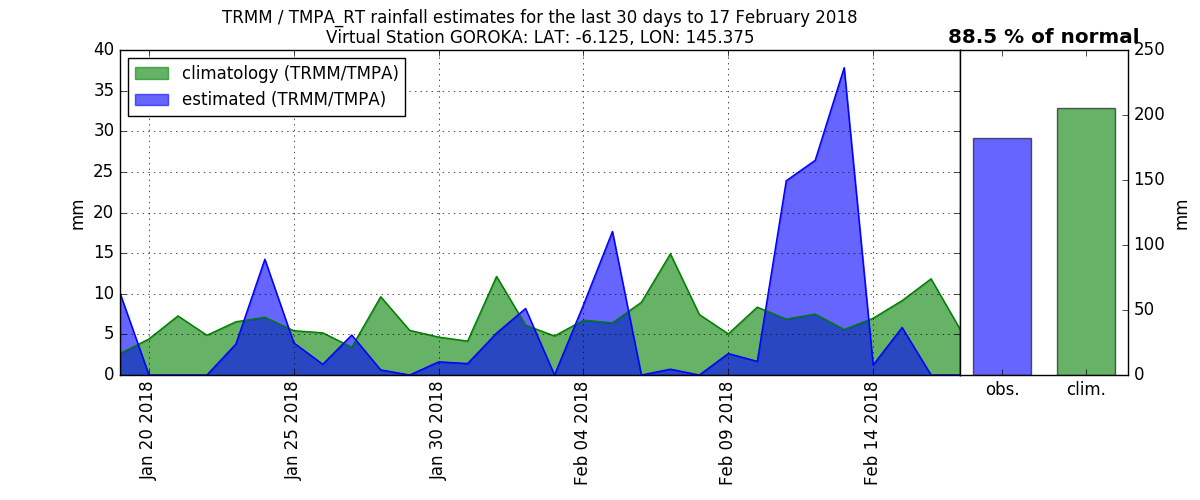 TRMM / TMPA_RT rainfall estimates for the last 30 days to 17 February 2018
Virtual Station GOROKA: LAT: -6.125, LON: 145.375
88.5 % of normal
climatology (TRMM/TMPA)
estimated (TRMM/TMPA)
40
35
30
25
20
15
10
5
0
mm
Jan 20 2018
Jan 25 2018
Jan 30 2018
Feb 04 2018
Feb 09 2018
Feb 14 2018
obs.
clim.
250
200
150
100
50
0
mm